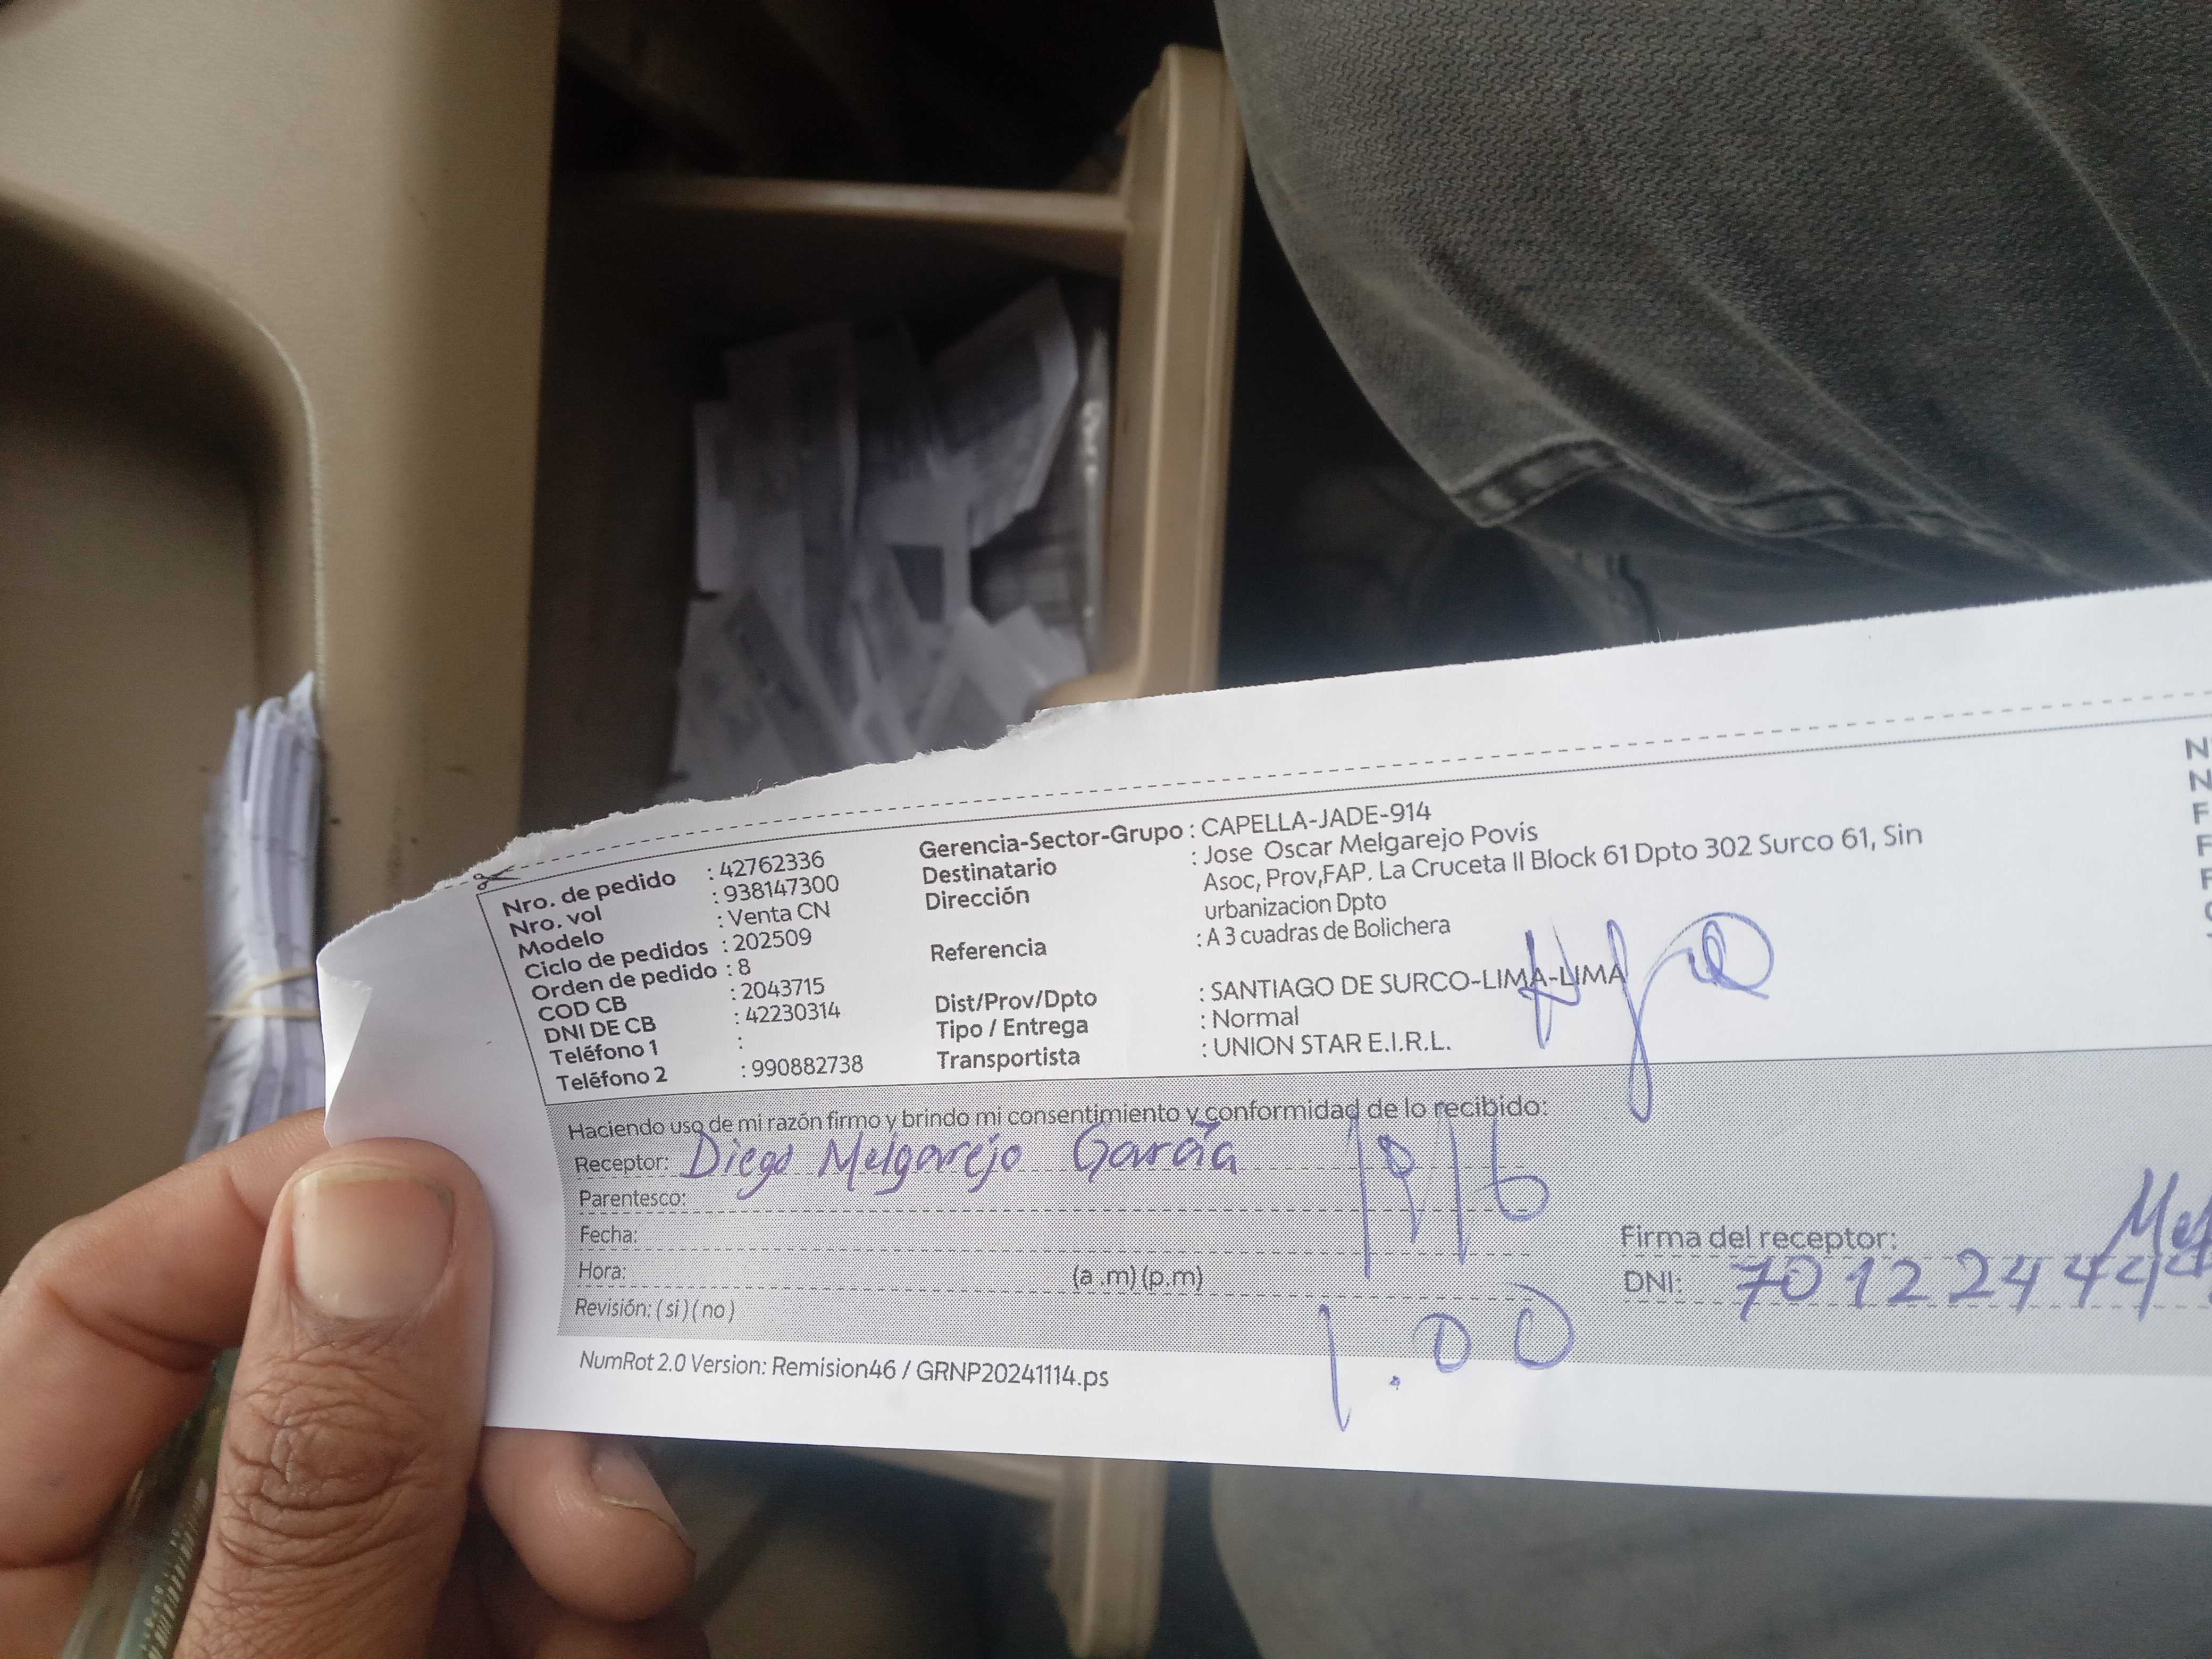 Nro. de pedido : 42762336
Nro. vol : 938147300
Modelo : Venta CN
Ciclo de pedidos : 202509
Orden de pedido : 8
COD CB : 2043715
DNI DE CB : 42230314
Teléfono 1 :
Teléfono 2 : 990882738
Gerencia-Sector-Grupo : CAPELLA-JADE-914
Destinatario : Jose Oscar Melgarejo Povis
Dirección Asoc, Prov,FAP. La Cruceta II Block 61 Dpto 302 Surco 61, Sin
urbanizacion Dpto
Referencia : A 3 cuadras de Bolichera
Dist/Prov/Dpto : SANTIAGO DE SURCO-LIMA-LIMA
Tipo / Entrega : Normal
Transportista : UNION STAR E.I.R.L.
Haciendo uso de mi razón firmo y brindo mi consentimiento y conformidad de lo recibido:
Receptor: Diego Melgarejo García
Parentesco:
Fecha:
Hora: (a .m) (p.m)
Revisión: ( si ) ( no )
1.00
Firma del receptor:
DNI:
NumRot 2.0 Version: Remision46 / GRNP20241114.ps